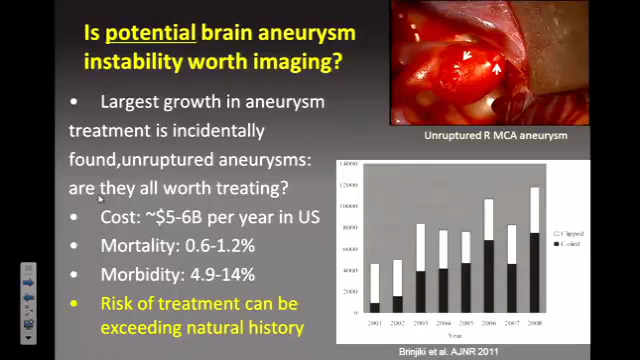 Is potential brain aneurysm
instability worth imaging?
• Largest growth in aneurysm
treatment is incidentally
found,unruptured aneurysms:
are they all worth treating?
• Cost: ~$5-6B per year in US
• Mortality: 0.6-1.2%
• Morbidity: 4.9-14%
• Risk of treatment can be
exceeding natural history
Unruptured R MCA aneurysm
14000
12000
10000
8000
6000
4000
2000
0
2001 2002 2003 2004 2005 2006 2007 2008
Year
Clipped
Coiled
Brinjiki et al. AJNR 2011